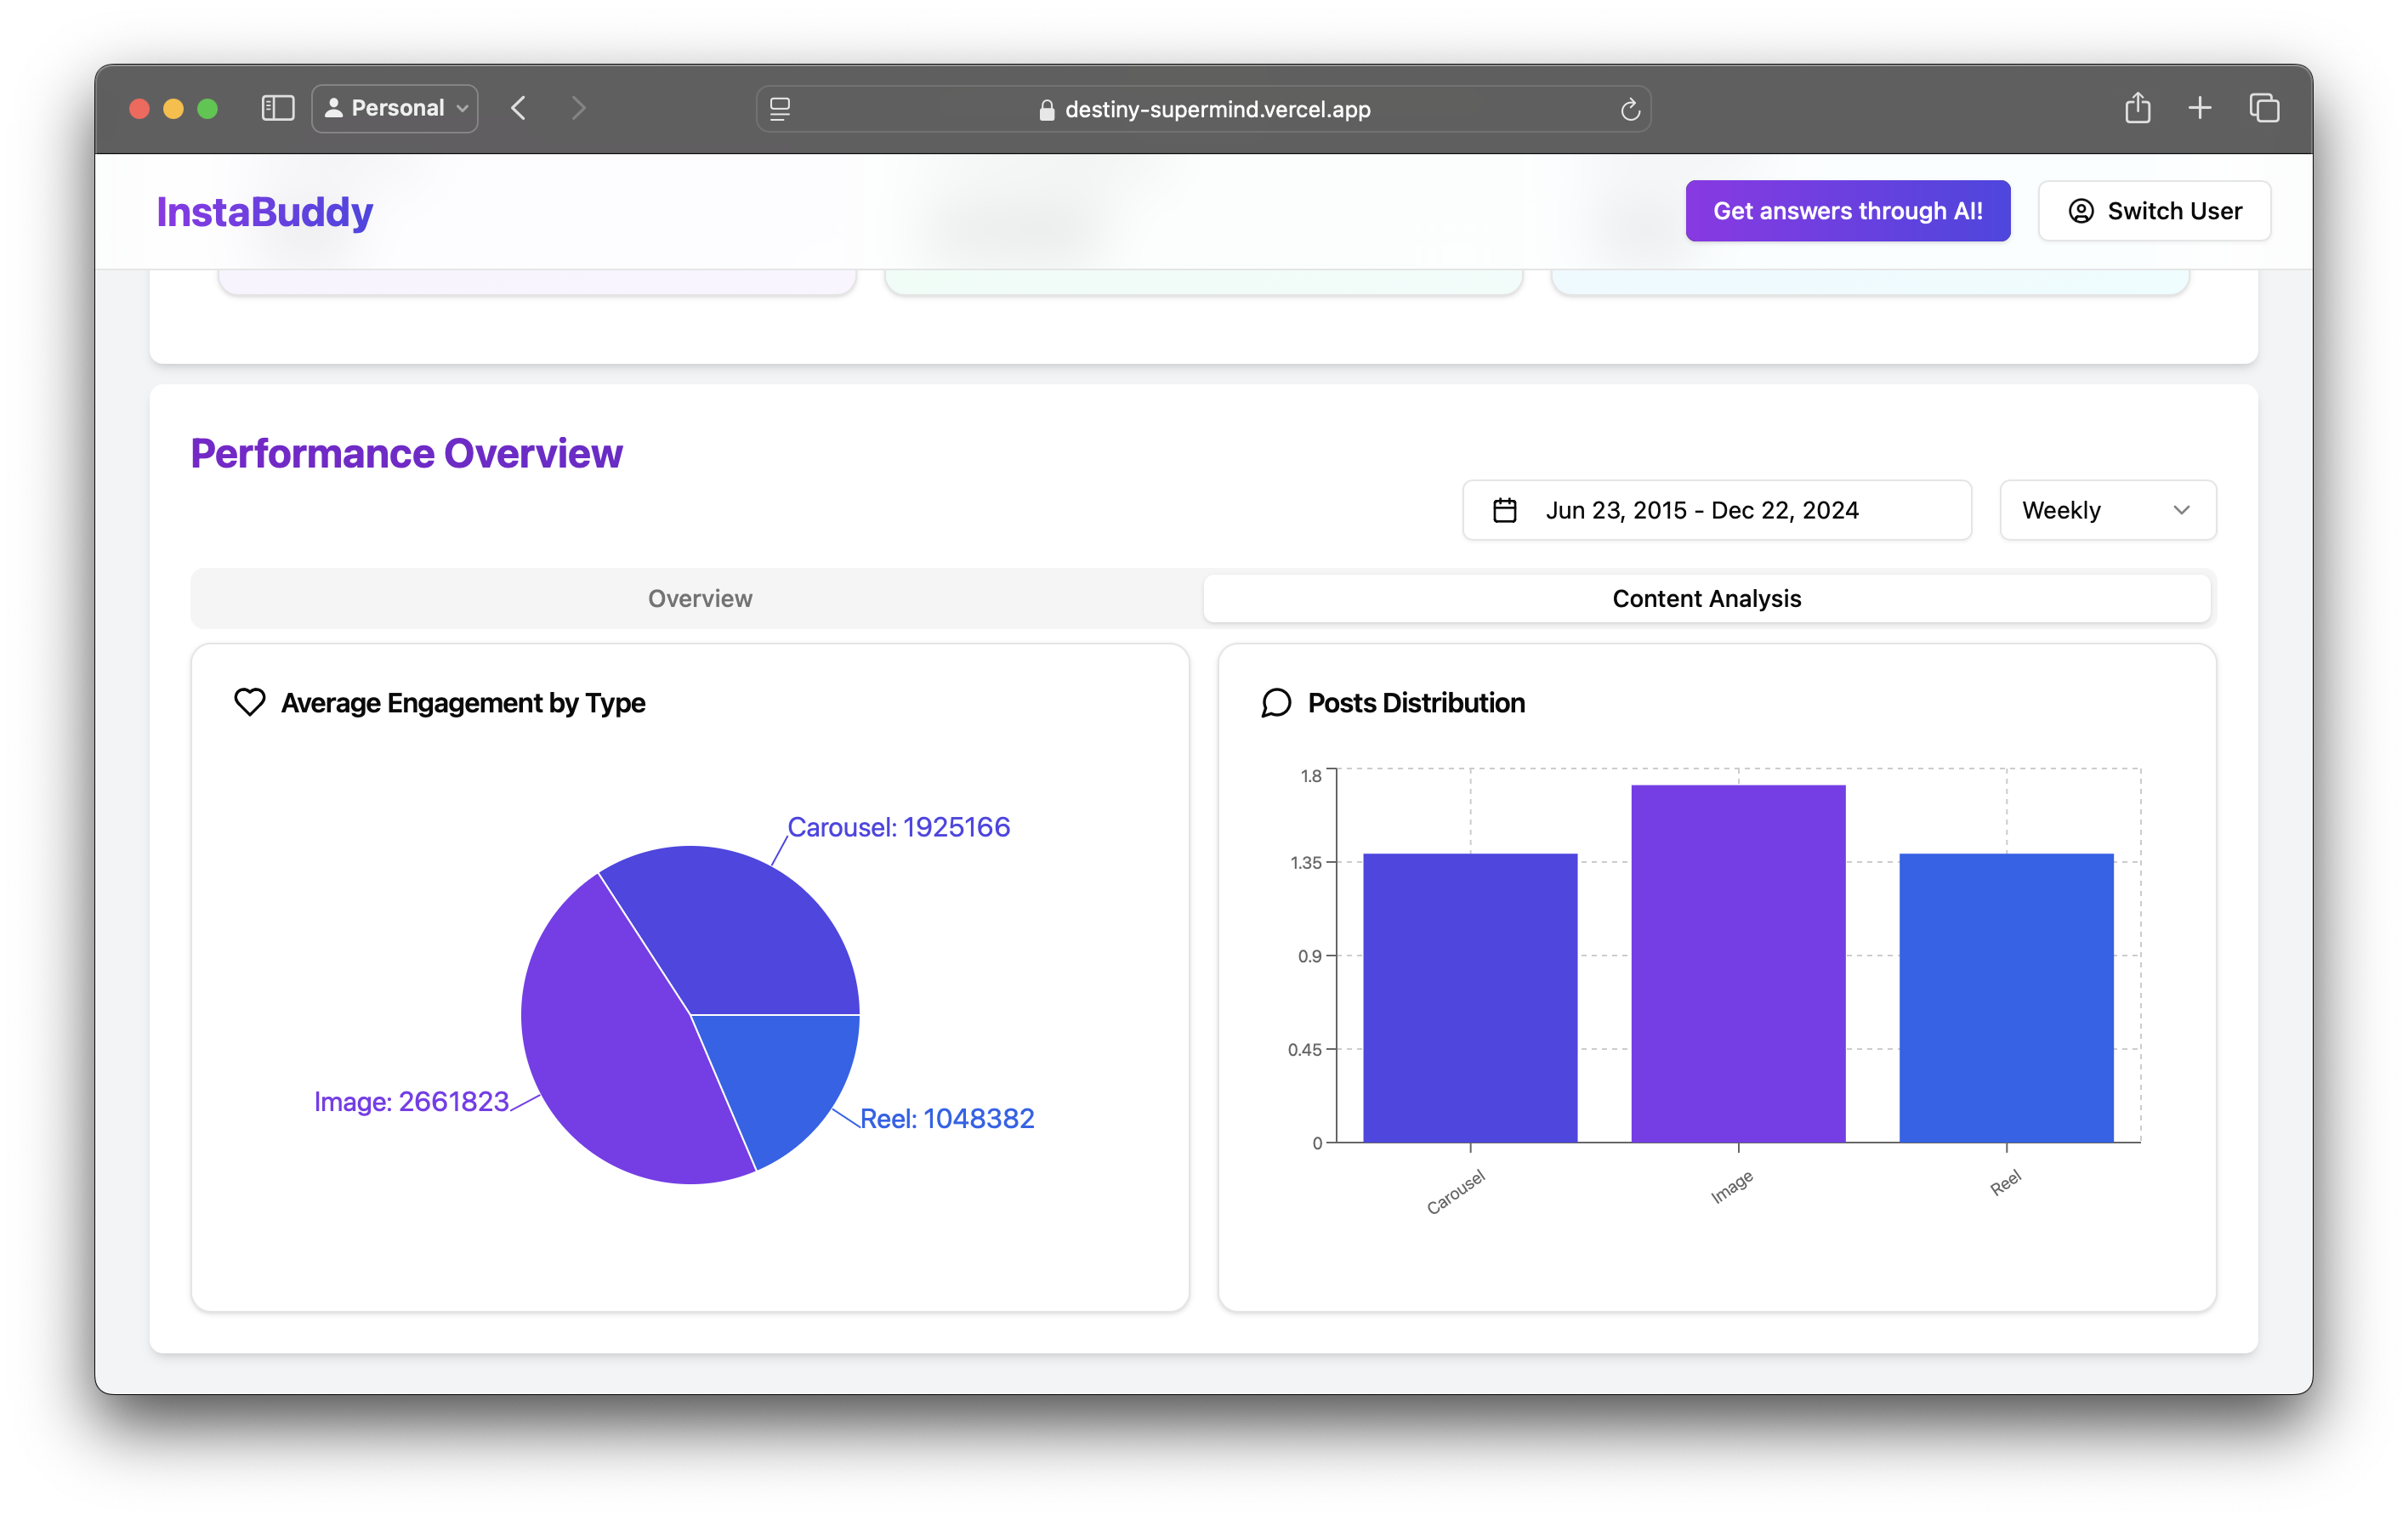 Personal
destiny-supermind.vercel.app
InstaBuddy
Get answers through AI!
Switch User
Performance Overview
Jun 23, 2015 - Dec 22, 2024
Weekly
Overview
Content Analysis
Average Engagement by Type
Carousel: 1925166
Image: 2661823
Reel: 1048382
Posts Distribution
1.8
1.35
0.9
0.45
0
Carousel
Image
Reel